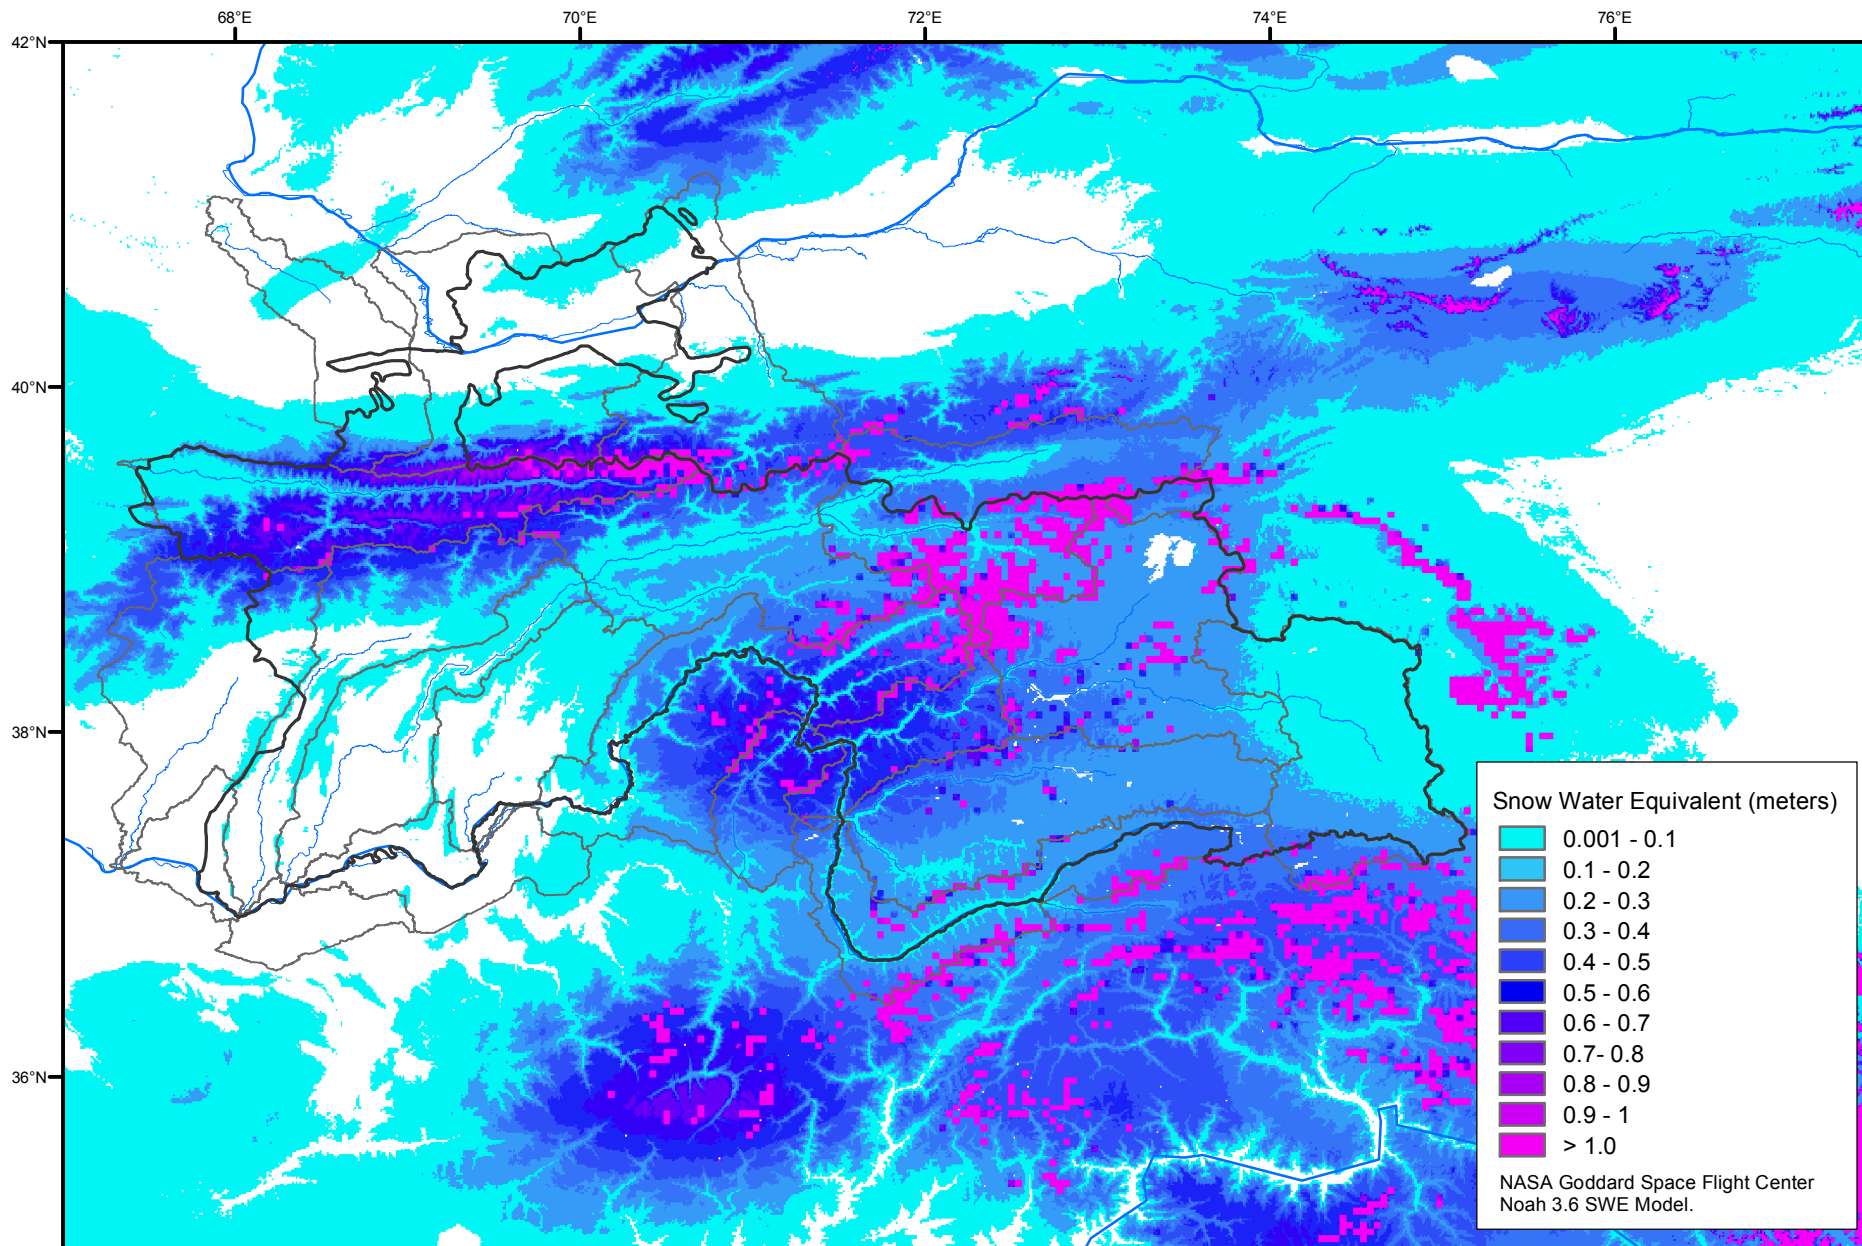 68°E 70°E 72°E 74°E 76°E
42°N
40°N
38°N
36°N
Snow Water Equivalent (meters)
0.001 - 0.1
0.1 - 0.2
0.2 - 0.3
0.3 - 0.4
0.4 - 0.5
0.5 - 0.6
0.6 - 0.7
0.7- 0.8
0.8 - 0.9
0.9 - 1
> 1.0
NASA Goddard Space Flight Center
Noah 3.6 SWE Model.